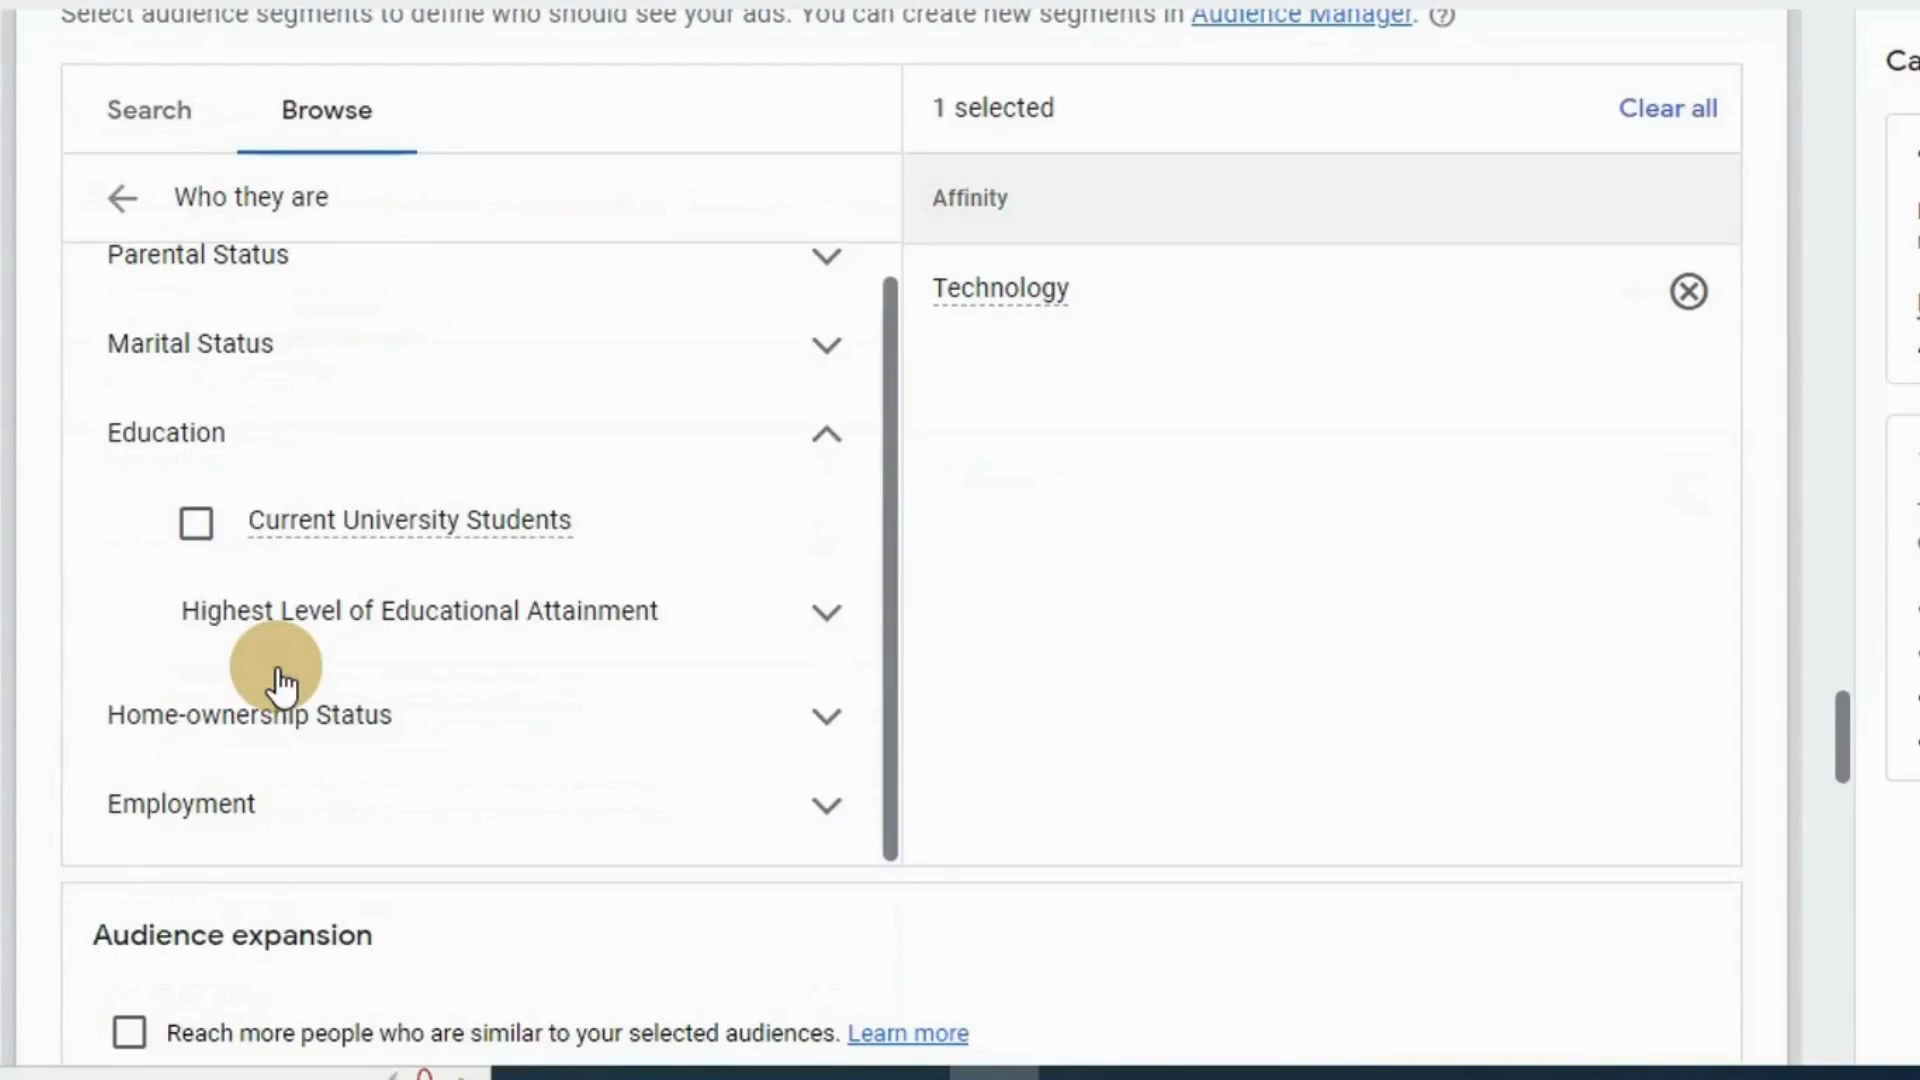 Select audience segments to define who should see your ads. You can create new segments in Audience Manager.
Ca
Search Browse
1 selected Clear all
Who they are
Affinity
Parental Status
Technology
Marital Status
Education
Current University Students
Highest Level of Educational Attainment
Home-ownership Status
Employment
Audience expansion
Reach more people who are similar to your selected audiences. Learn more